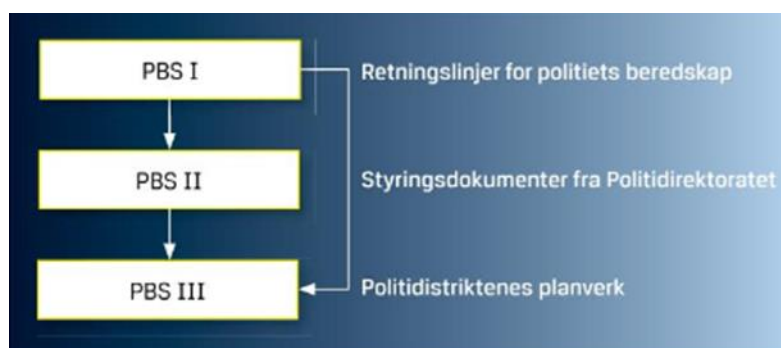 PBS I
Retningslinjer for politiets beredskap
PBS II
Styringsdokumenter fra Politidirektoratet
PBS III
Politidistriktenes planverk